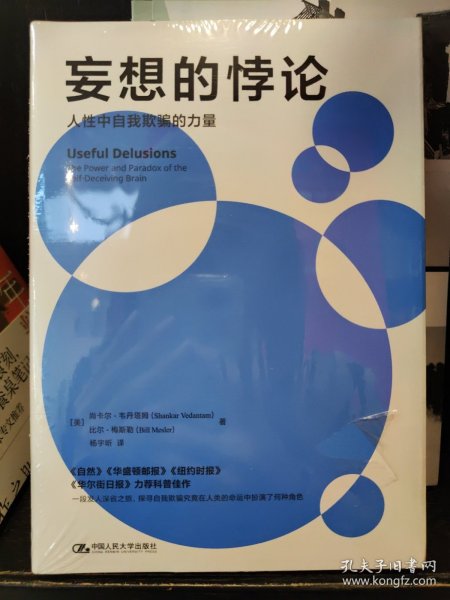 妄想的悖论
人性中自我欺骗的力量
Useful Delusions
The Power and Paradox of the
Self-Deceiving Brain
[美] 尚卡尔·韦丹塔姆 (Shankar Vedantam)
比尔·梅斯勒 (Bill Mesler) 著
杨宇昕 译
《自然》《华盛顿邮报》《纽约时报》
《华尔街日报》力荐科普佳作
一段发人深省之旅，探寻自我欺骗究竟在人类的命运中扮演了何种角色
中国人民大学出版社
孔夫子旧书网
www.kongfz.com